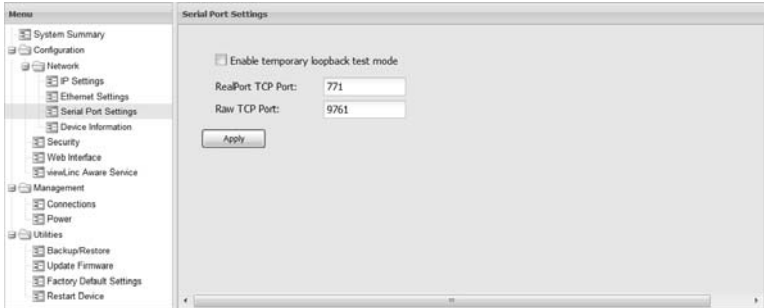 Menu
System Summary
Configuration
Network
IP Settings
Ethernet Settings
Serial Port Settings
Device Information
Security
Web Interface
viewLinc Aware Service
Management
Connections
Power
Utilities
Backup/Restore
Update Firmware
Factory Default Settings
Restart Device
Serial Port Settings
Enable temporary loopback test mode
RealPort TCP Port: 771
Raw TCP Port: 9761
Apply